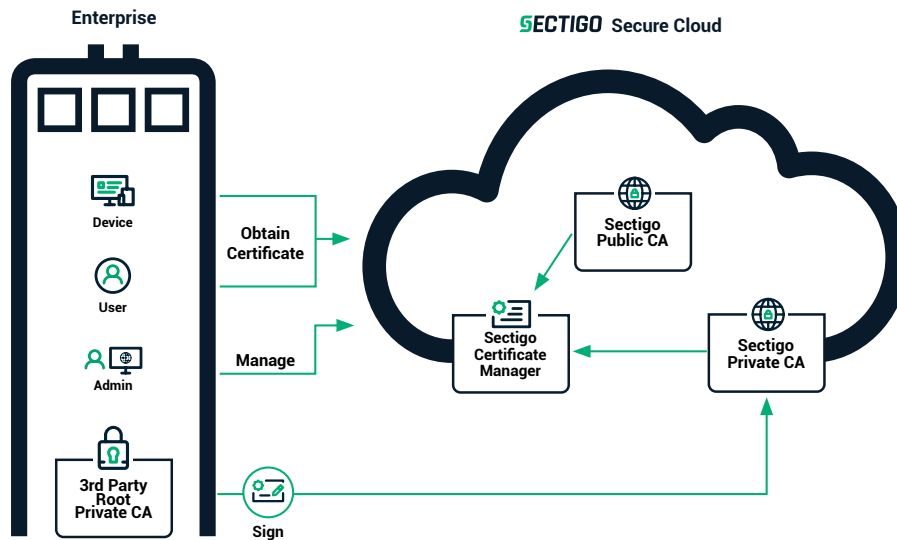 Enterprise
SECTIGO Secure Cloud
Device
Obtain
Certificate
User
Manage
Admin
3rd Party
Root
Private CA
Sign
Sectigo
Public CA
Sectigo
Certificate
Manager
Sectigo
Private CA